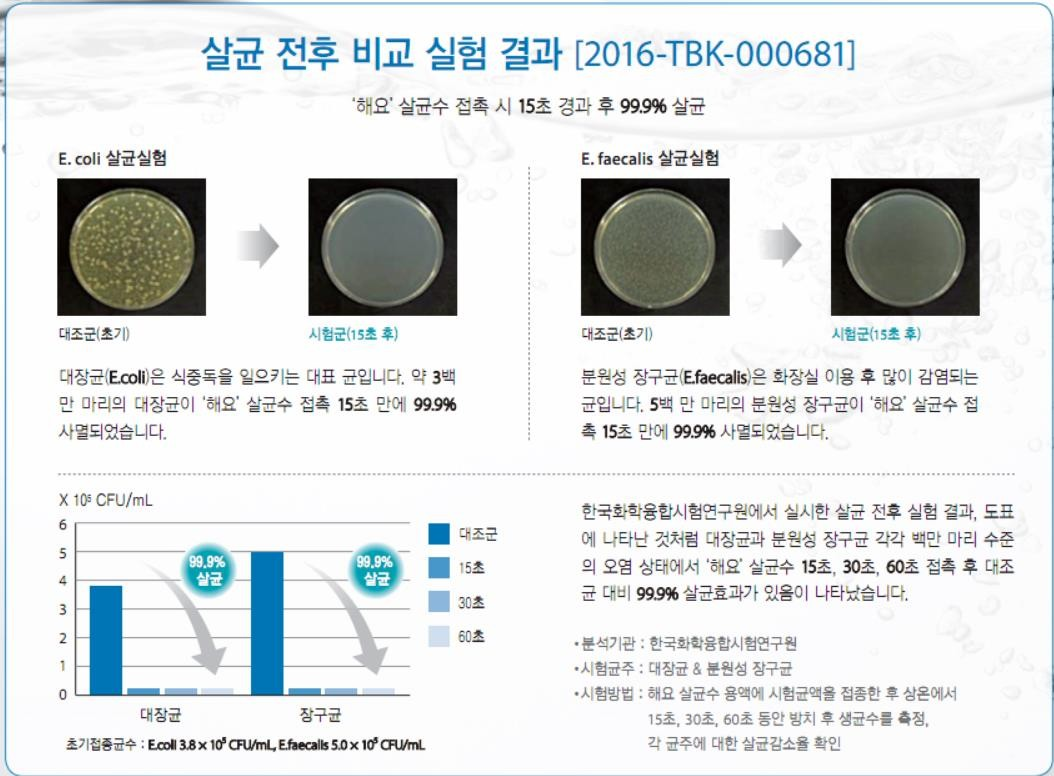 살균 전후 비교 실험 결과 [2016-TBK-000681]
‘해요’ 살균수 접촉 시 15초 경과 후 99.9% 살균
E. coli 살균실험
대조군(초기)
시험군(15초 후)
대장균(E.coli)은 식중독을 일으키는 대표 균입니다. 약 3백
만 마리의 대장균이 ‘해요’ 살균수 접촉 15초 만에 99.9%
사멸되었습니다.
E. faecalis 살균실험
대조군(초기)
시험군(15초 후)
분원성 장구균(E.faecalis)은 화장실 이용 후 많이 감염되는
균입니다. 5백 만 마리의 분원성 장구균이 ‘해요’ 살균수 접
촉 15초 만에 99.9% 사멸되었습니다.
X 10⁵ CFU/mL
6
5
4
3
2
1
0
99.9%
살균
99.9%
살균
대장균
장구균
대조군
15초
30초
60초
초기접종균수 : E.coli 3.8 × 10⁵ CFU/mL, E.faecalis 5.0 × 10⁵ CFU/mL
한국화학융합시험연구원에서 실시한 살균 전후 실험 결과, 도표
에 나타난 것처럼 대장균과 분원성 장구균 각각 백만 마리 수준
의 오염 상태에서 ‘해요’ 살균수 15초, 30초, 60초 접촉 후 대조
군 대비 99.9% 살균효과가 있음이 나타났습니다.
•분석기관 : 한국화학융합시험연구원
•시험균주 : 대장균 & 분원성 장구균
•시험방법 : 해요 살균수 용액에 시험균액을 접종한 후 상온에서
15초, 30초, 60초 동안 방치 후 생균수를 측정,
각 균주에 대한 살균감소율 확인